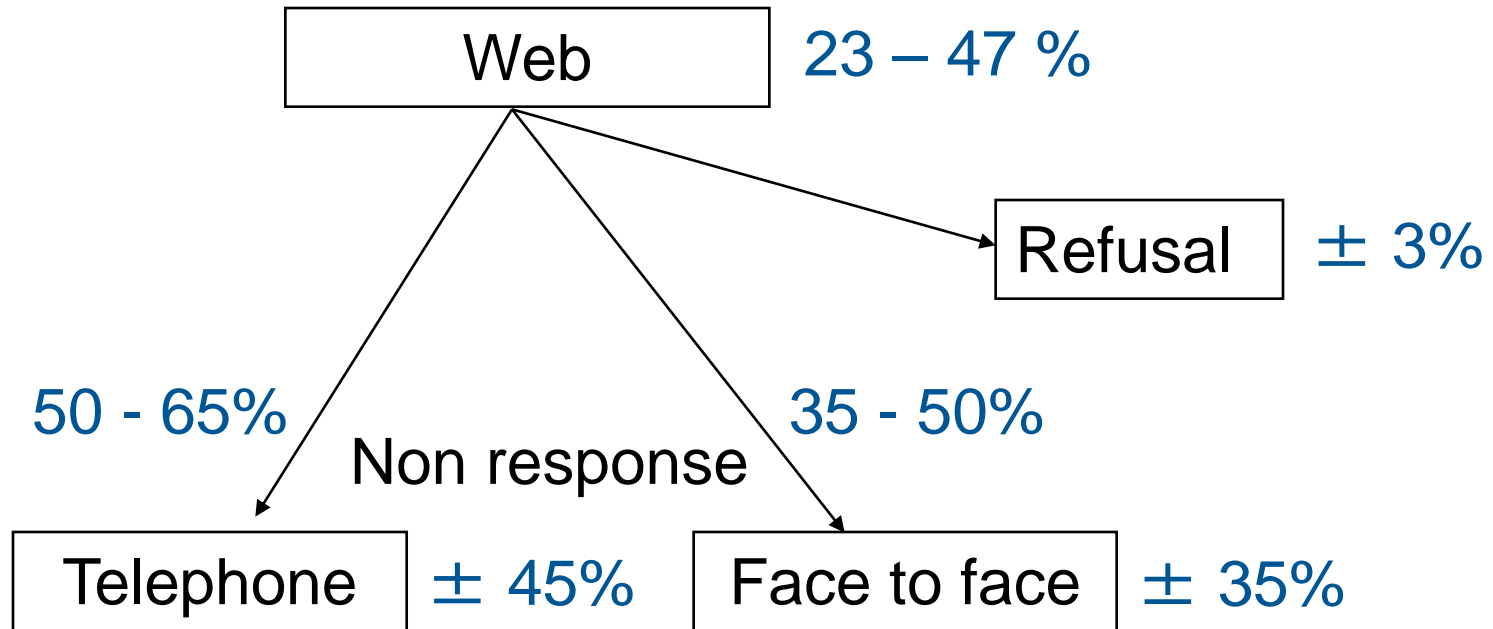 Web 23 – 47 %
Refusal ± 3%
50 - 65% 35 - 50%
Non response
Telephone ± 45% Face to face ± 35%